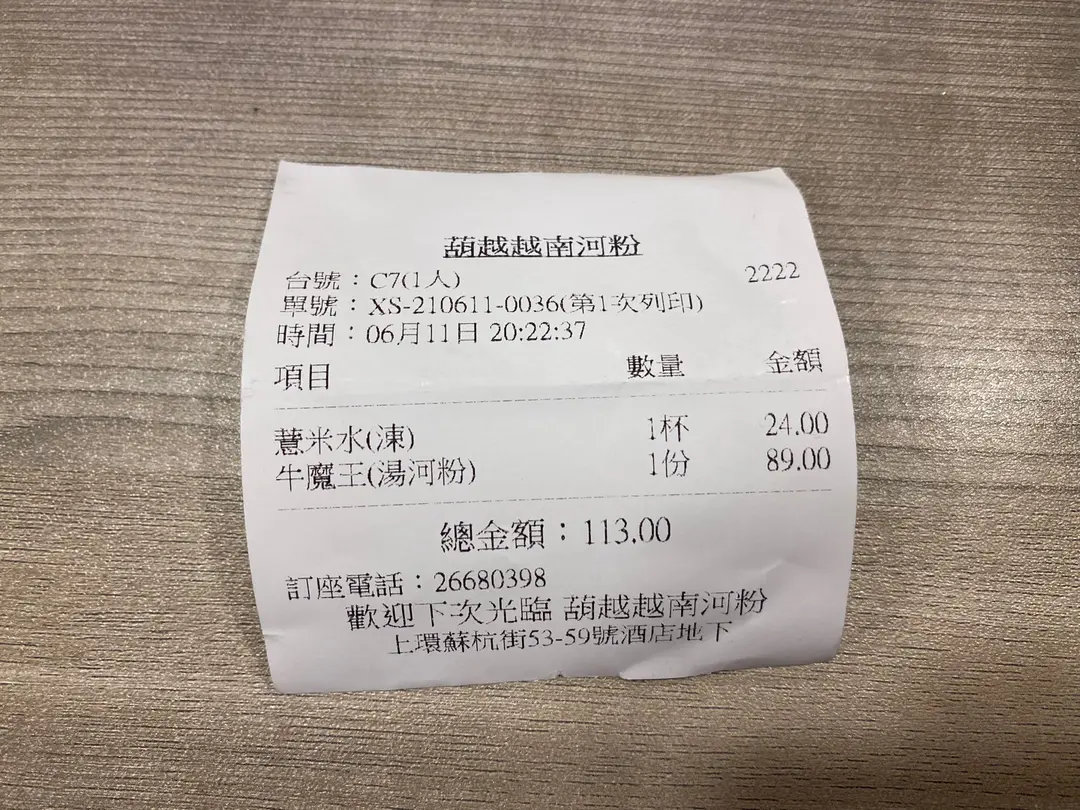 葫越越南河粉
台號：C7(1人) 2222
單號：XS-210611-0036(第1次列印)
時間：06月11日 20:22:37
項目 數量 金額
薏米水(凍) 1杯 24.00
牛魔王(湯河粉) 1份 89.00
總金額：113.00
訂座電話：26680398
歡迎下次光臨 葫越越南河粉
上環蘇杭街53-59號酒店地下